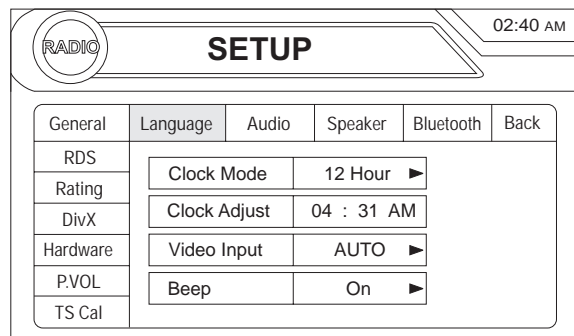 RADIO
SETUP
02:40 AM
General Language Audio Speaker Bluetooth Back
RDS
Rating
DivX
Hardware
P.VOL
TS Cal
Clock Mode 12 Hour
Clock Adjust 04 : 31 AM
Video Input AUTO
Beep On